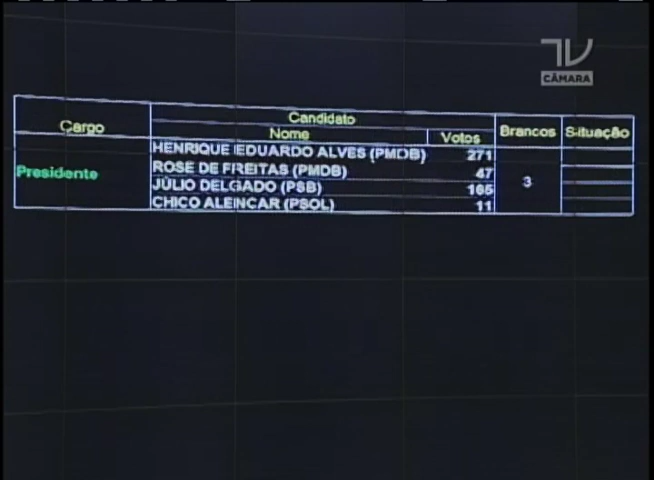 TV
CÂMARA
Cargo
Candidato
Nome
Votos
Brancos
Situação
Presidente
HENRIQUE EDUARDO ALVES (PMDB) 271
ROSE DE FREITAS (PMDB) 47
JÚLIO DELGADO (PSB) 165
CHICO ALENCAR (PSOL) 11
3